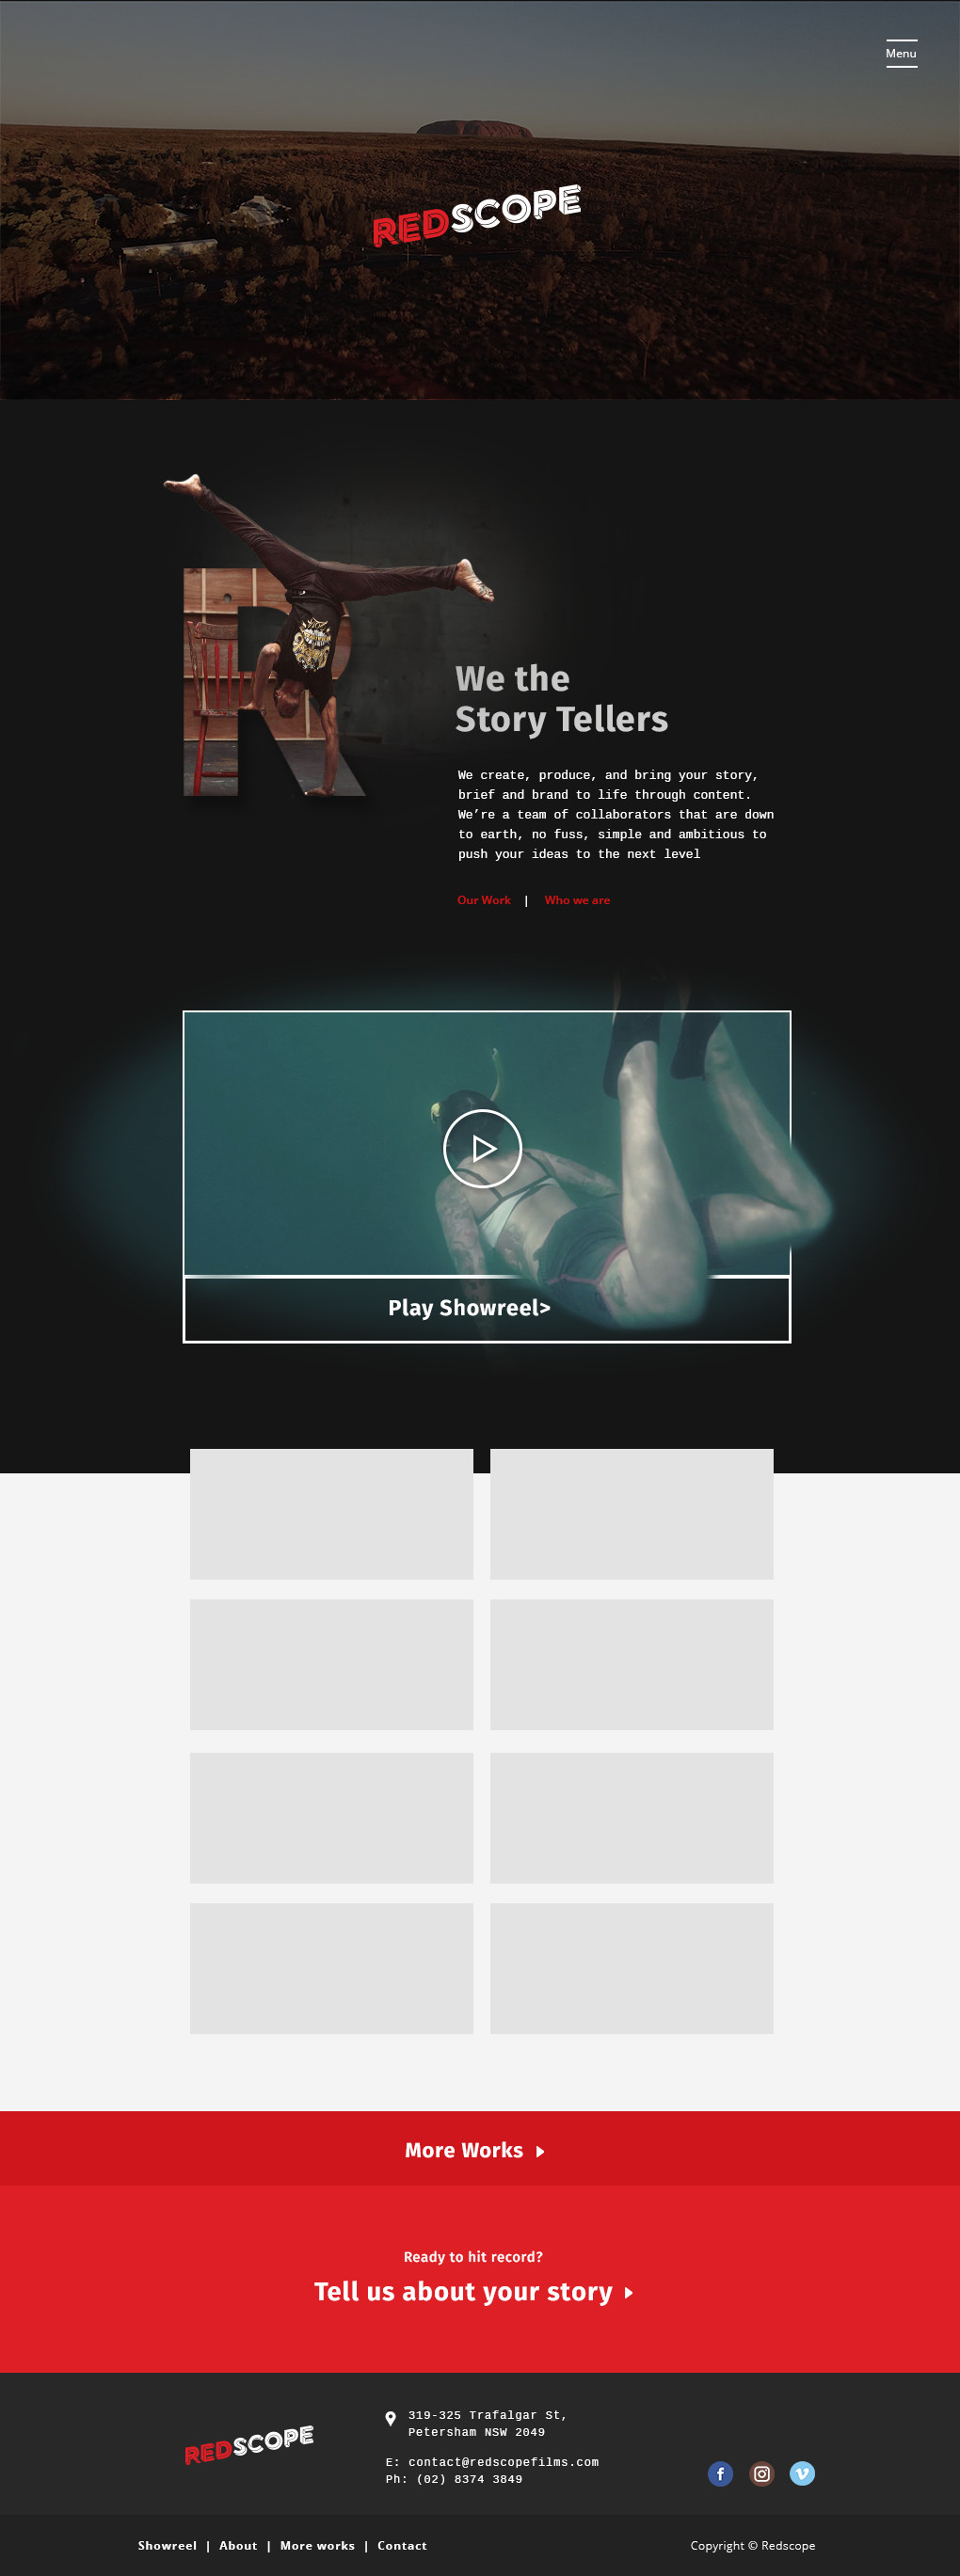 Menu
REDSCOPE
We the
Story Tellers
We create, produce, and bring your story,
brief and brand to life through content.
We’re a team of collaborators that are down
to earth, no fuss, simple and ambitious to
push your ideas to the next level
Our Work | Who we are
Play Showreel>
More Works
Ready to hit record?
Tell us about your story
REDSCOPE
319-325 Trafalgar St,
Petersham NSW 2049
E: contact@redscopefilms.com
Ph: (02) 8374 3849
Showreel | About | More works | Contact
Copyright © Redscope